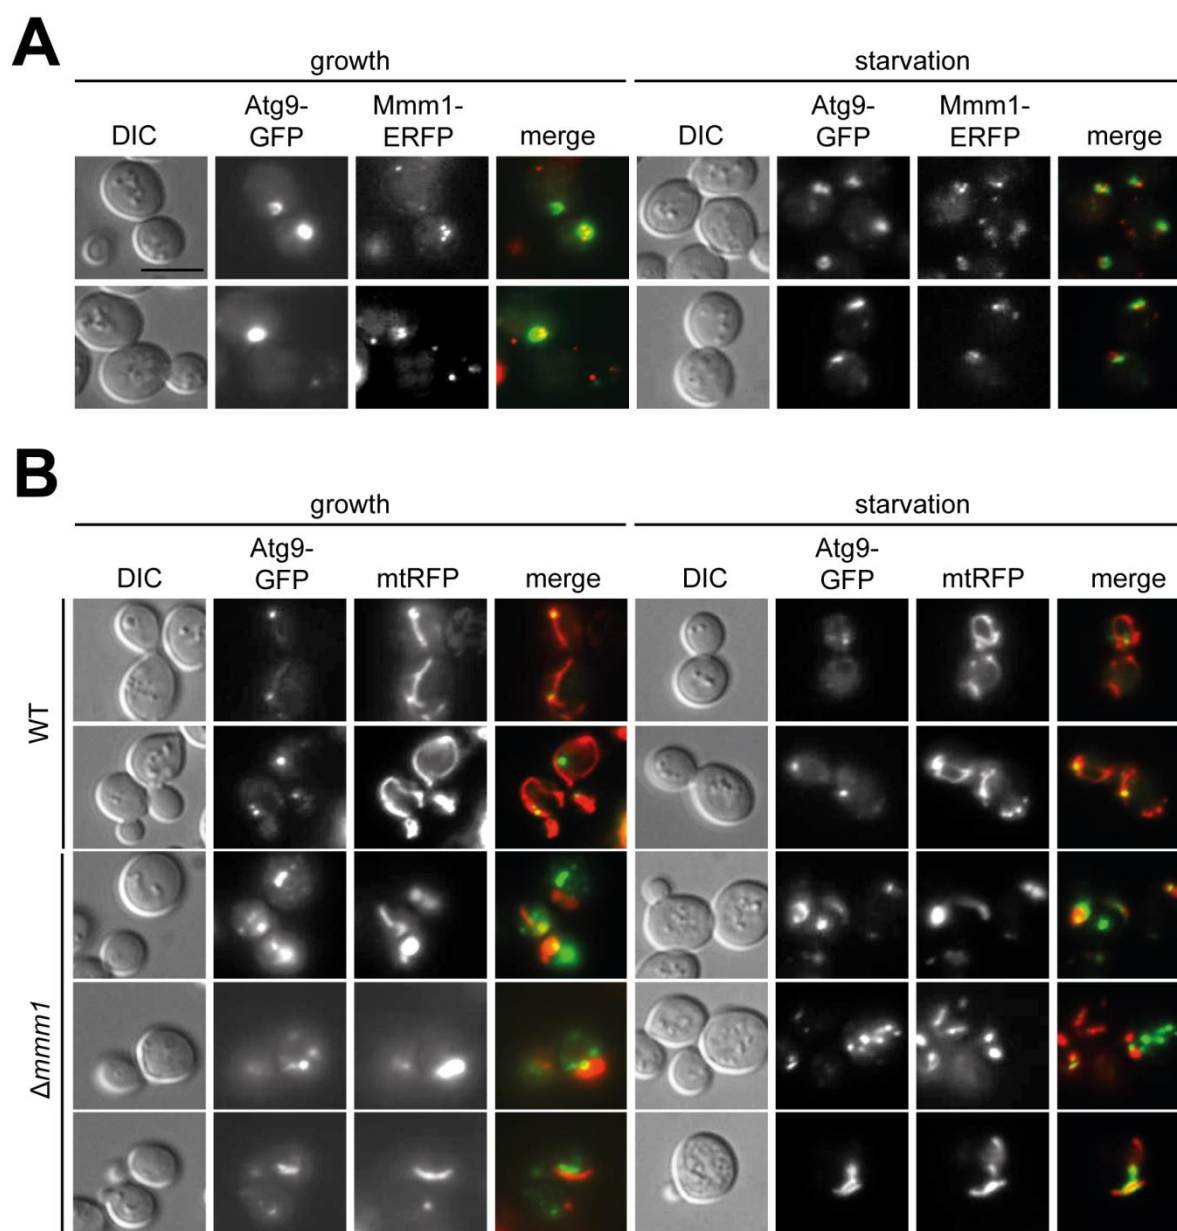 A
growth starvation
Atg9- Mmm1- Atg9- Mmm1-
DIC GFP ERFP merge DIC GFP ERFP merge
B
growth starvation
Atg9- Atg9-
DIC GFP mtRFP merge DIC GFP mtRFP merge
WT
Δmmm1